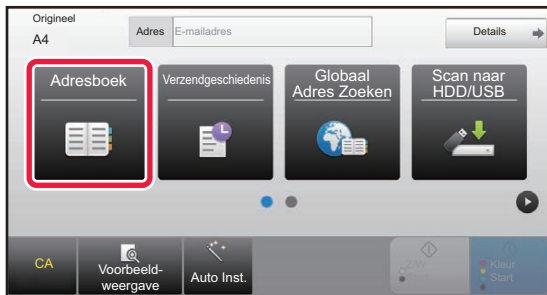 Origineel
A4
Adres
E-mailadres
Details
Adresboek
Verzendgeschiedenis
Globaal
Adres Zoeken
Scan naar
HDD/USB
CA
Voorbeeld-
weergave
Auto Inst.
Z/W
Start
Kleur
Start